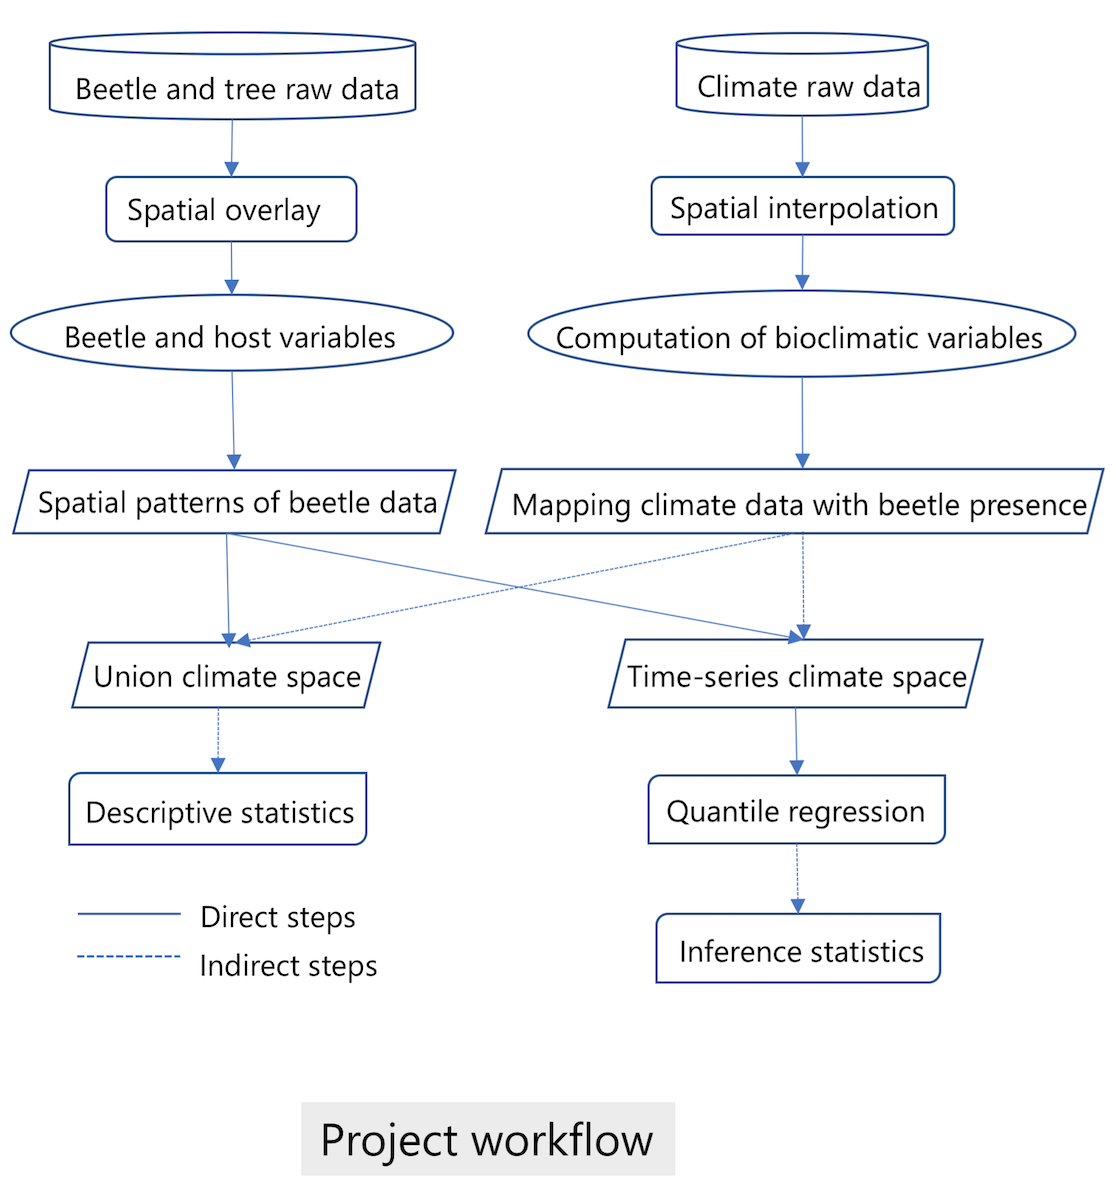 Beetle and tree raw data
Climate raw data
Spatial overlay
Spatial interpolation
Beetle and host variables
Computation of bioclimatic variables
Spatial patterns of beetle data
Mapping climate data with beetle presence
Union climate space
Time-series climate space
Descriptive statistics
Quantile regression
Direct steps
Indirect steps
Inference statistics
Project workflow